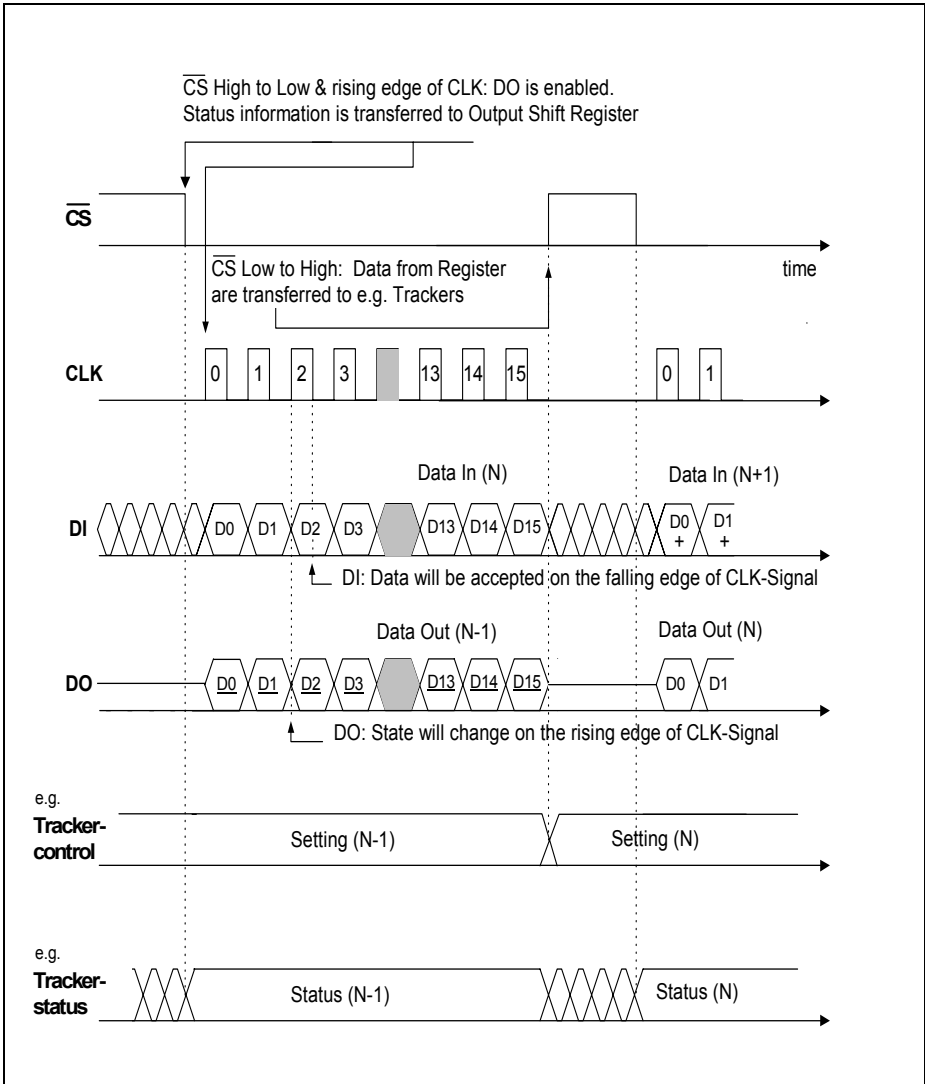 CS High to Low & rising edge of CLK: DO is enabled.
Status information is transferred to Output Shift Register
CS
CS Low to High: Data from Register
are transferred to e.g. Trackers
time
CLK
0 1 2 3 13 14 15 0 1
Data In (N) Data In (N+1)
DI
D0 D1 D2 D3 D13 D14 D15 D0 + D1 +
DI: Data will be accepted on the falling edge of CLK-Signal
Data Out (N-1) Data Out (N)
DO
D0 D1 D2 D3 D13 D14 D15 D0 D1
DO: State will change on the rising edge of CLK-Signal
e.g.
Tracker-
control
Setting (N-1) Setting (N)
e.g.
Tracker-
status
Status (N-1) Status (N)